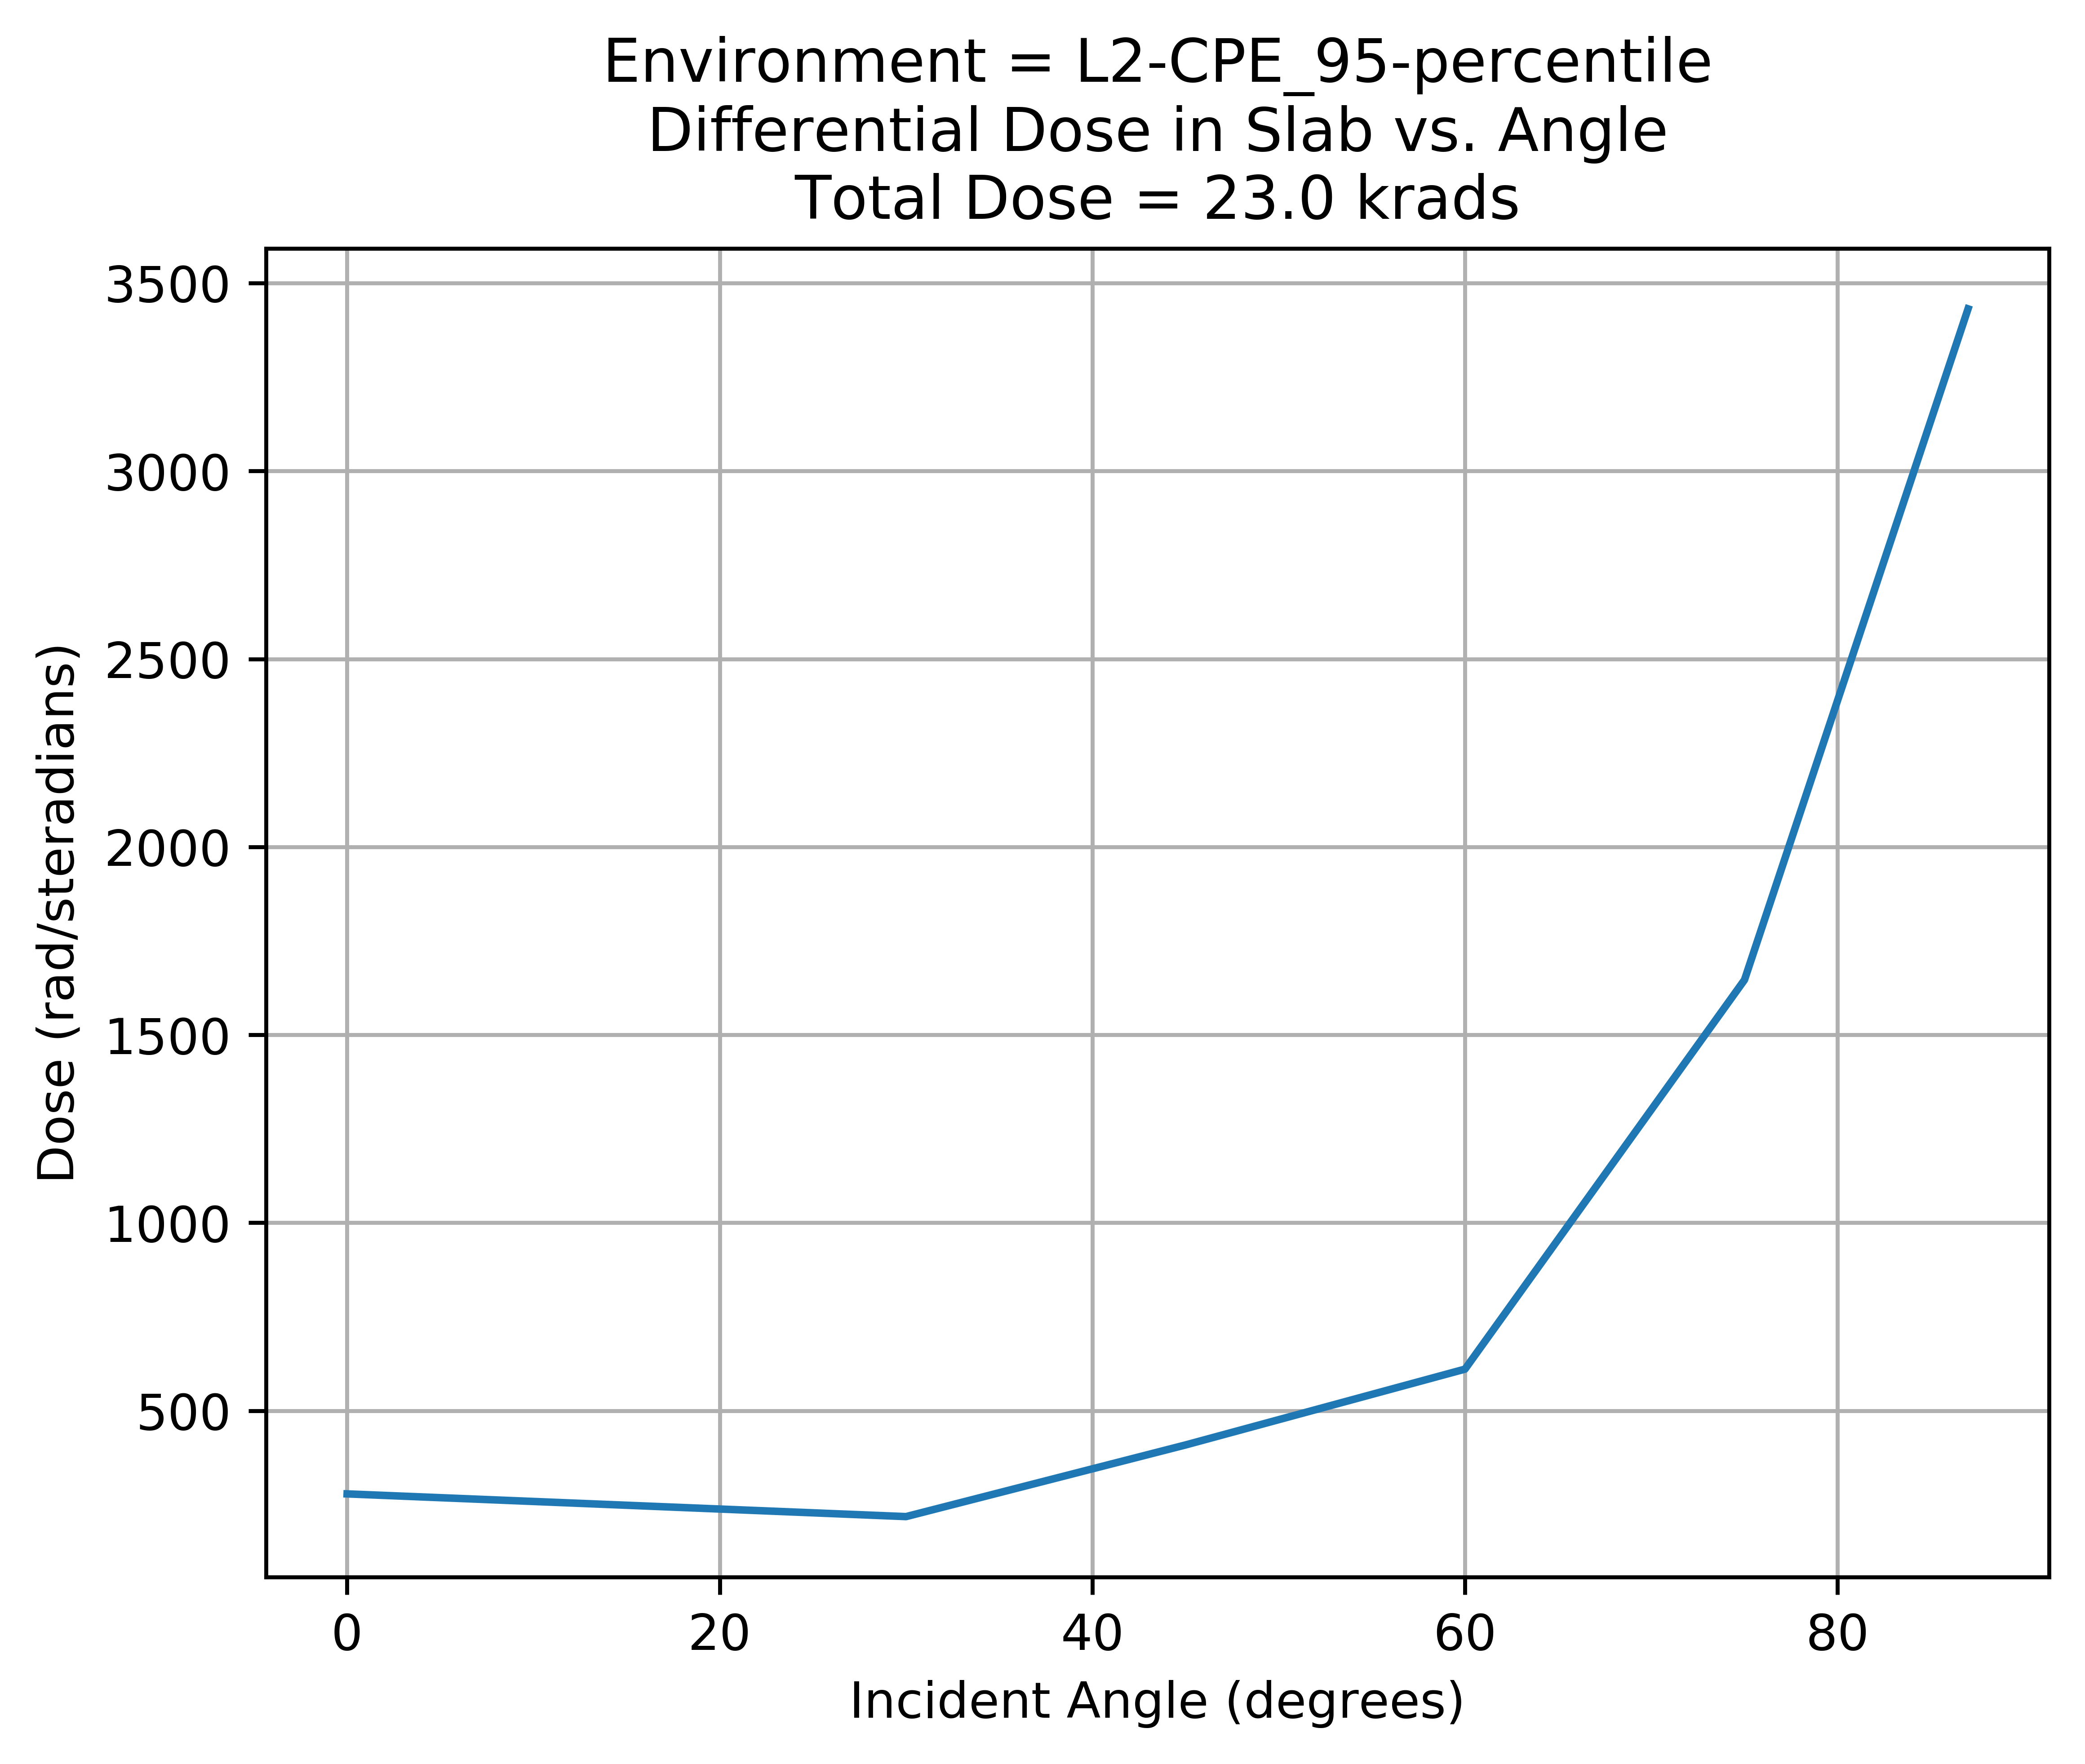 Environment = L2-CPE_95-percentile
Differential Dose in Slab vs. Angle
Total Dose = 23.0 krads
3500
3000
2500
2000
1500
1000
500
Dose (rad/steradians)
0 20 40 60 80
Incident Angle (degrees)